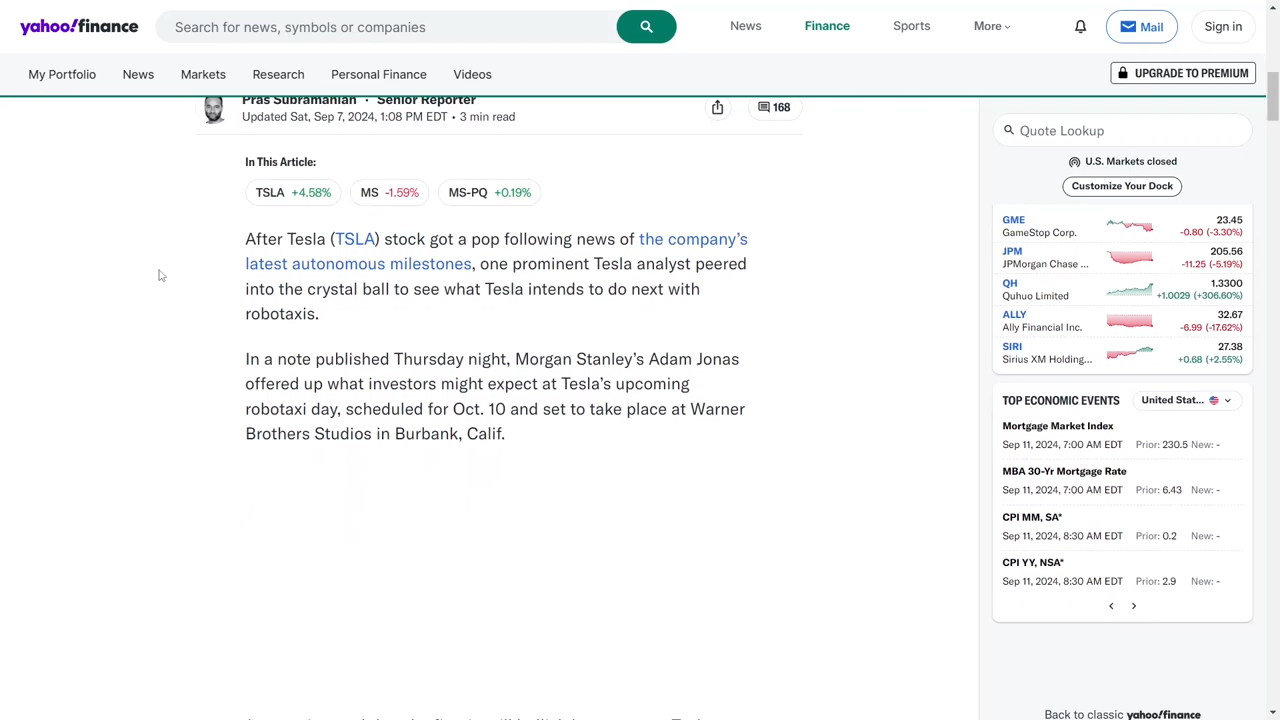 yahoo!finance
Search for news, symbols or companies
News Finance Sports More
Mail
Sign in
My Portfolio News Markets Research Personal Finance Videos
UPGRADE TO PREMIUM
Pras Subramanian · Senior Reporter
Updated Sat, Sep 7, 2024, 1:08 PM EDT • 3 min read
168
In This Article:
TSLA +4.58% MS -1.59% MS-PQ +0.19%
After Tesla (TSLA) stock got a pop following news of the company’s
latest autonomous milestones, one prominent Tesla analyst peered
into the crystal ball to see what Tesla intends to do next with
robotaxis.
In a note published Thursday night, Morgan Stanley’s Adam Jonas
offered up what investors might expect at Tesla’s upcoming
robotaxi day, scheduled for Oct. 10 and set to take place at Warner
Brothers Studios in Burbank, Calif.
Quote Lookup
U.S. Markets closed
Customize Your Dock
GME 23.45
GameStop Corp. -0.80 (-3.30%)
JPM 205.56
JPMorgan Chase ... -11.25 (-5.19%)
QH 1.3300
Quhuo Limited +1.0029 (+306.60%)
ALLY 32.67
Ally Financial Inc. -6.99 (-17.62%)
SIRI 27.38
Sirius XM Holding... +0.68 (+2.55%)
TOP ECONOMIC EVENTS United Stat...
Mortgage Market Index
Sep 11, 2024, 7:00 AM EDT Prior: 230.5 New: -
MBA 30-Yr Mortgage Rate
Sep 11, 2024, 7:00 AM EDT Prior: 6.43 New: -
CPI MM, SA*
Sep 11, 2024, 8:30 AM EDT Prior: 0.2 New: -
CPI YY, NSA*
Sep 11, 2024, 8:30 AM EDT Prior: 2.9 New: -
Back to classic yahoo!finance